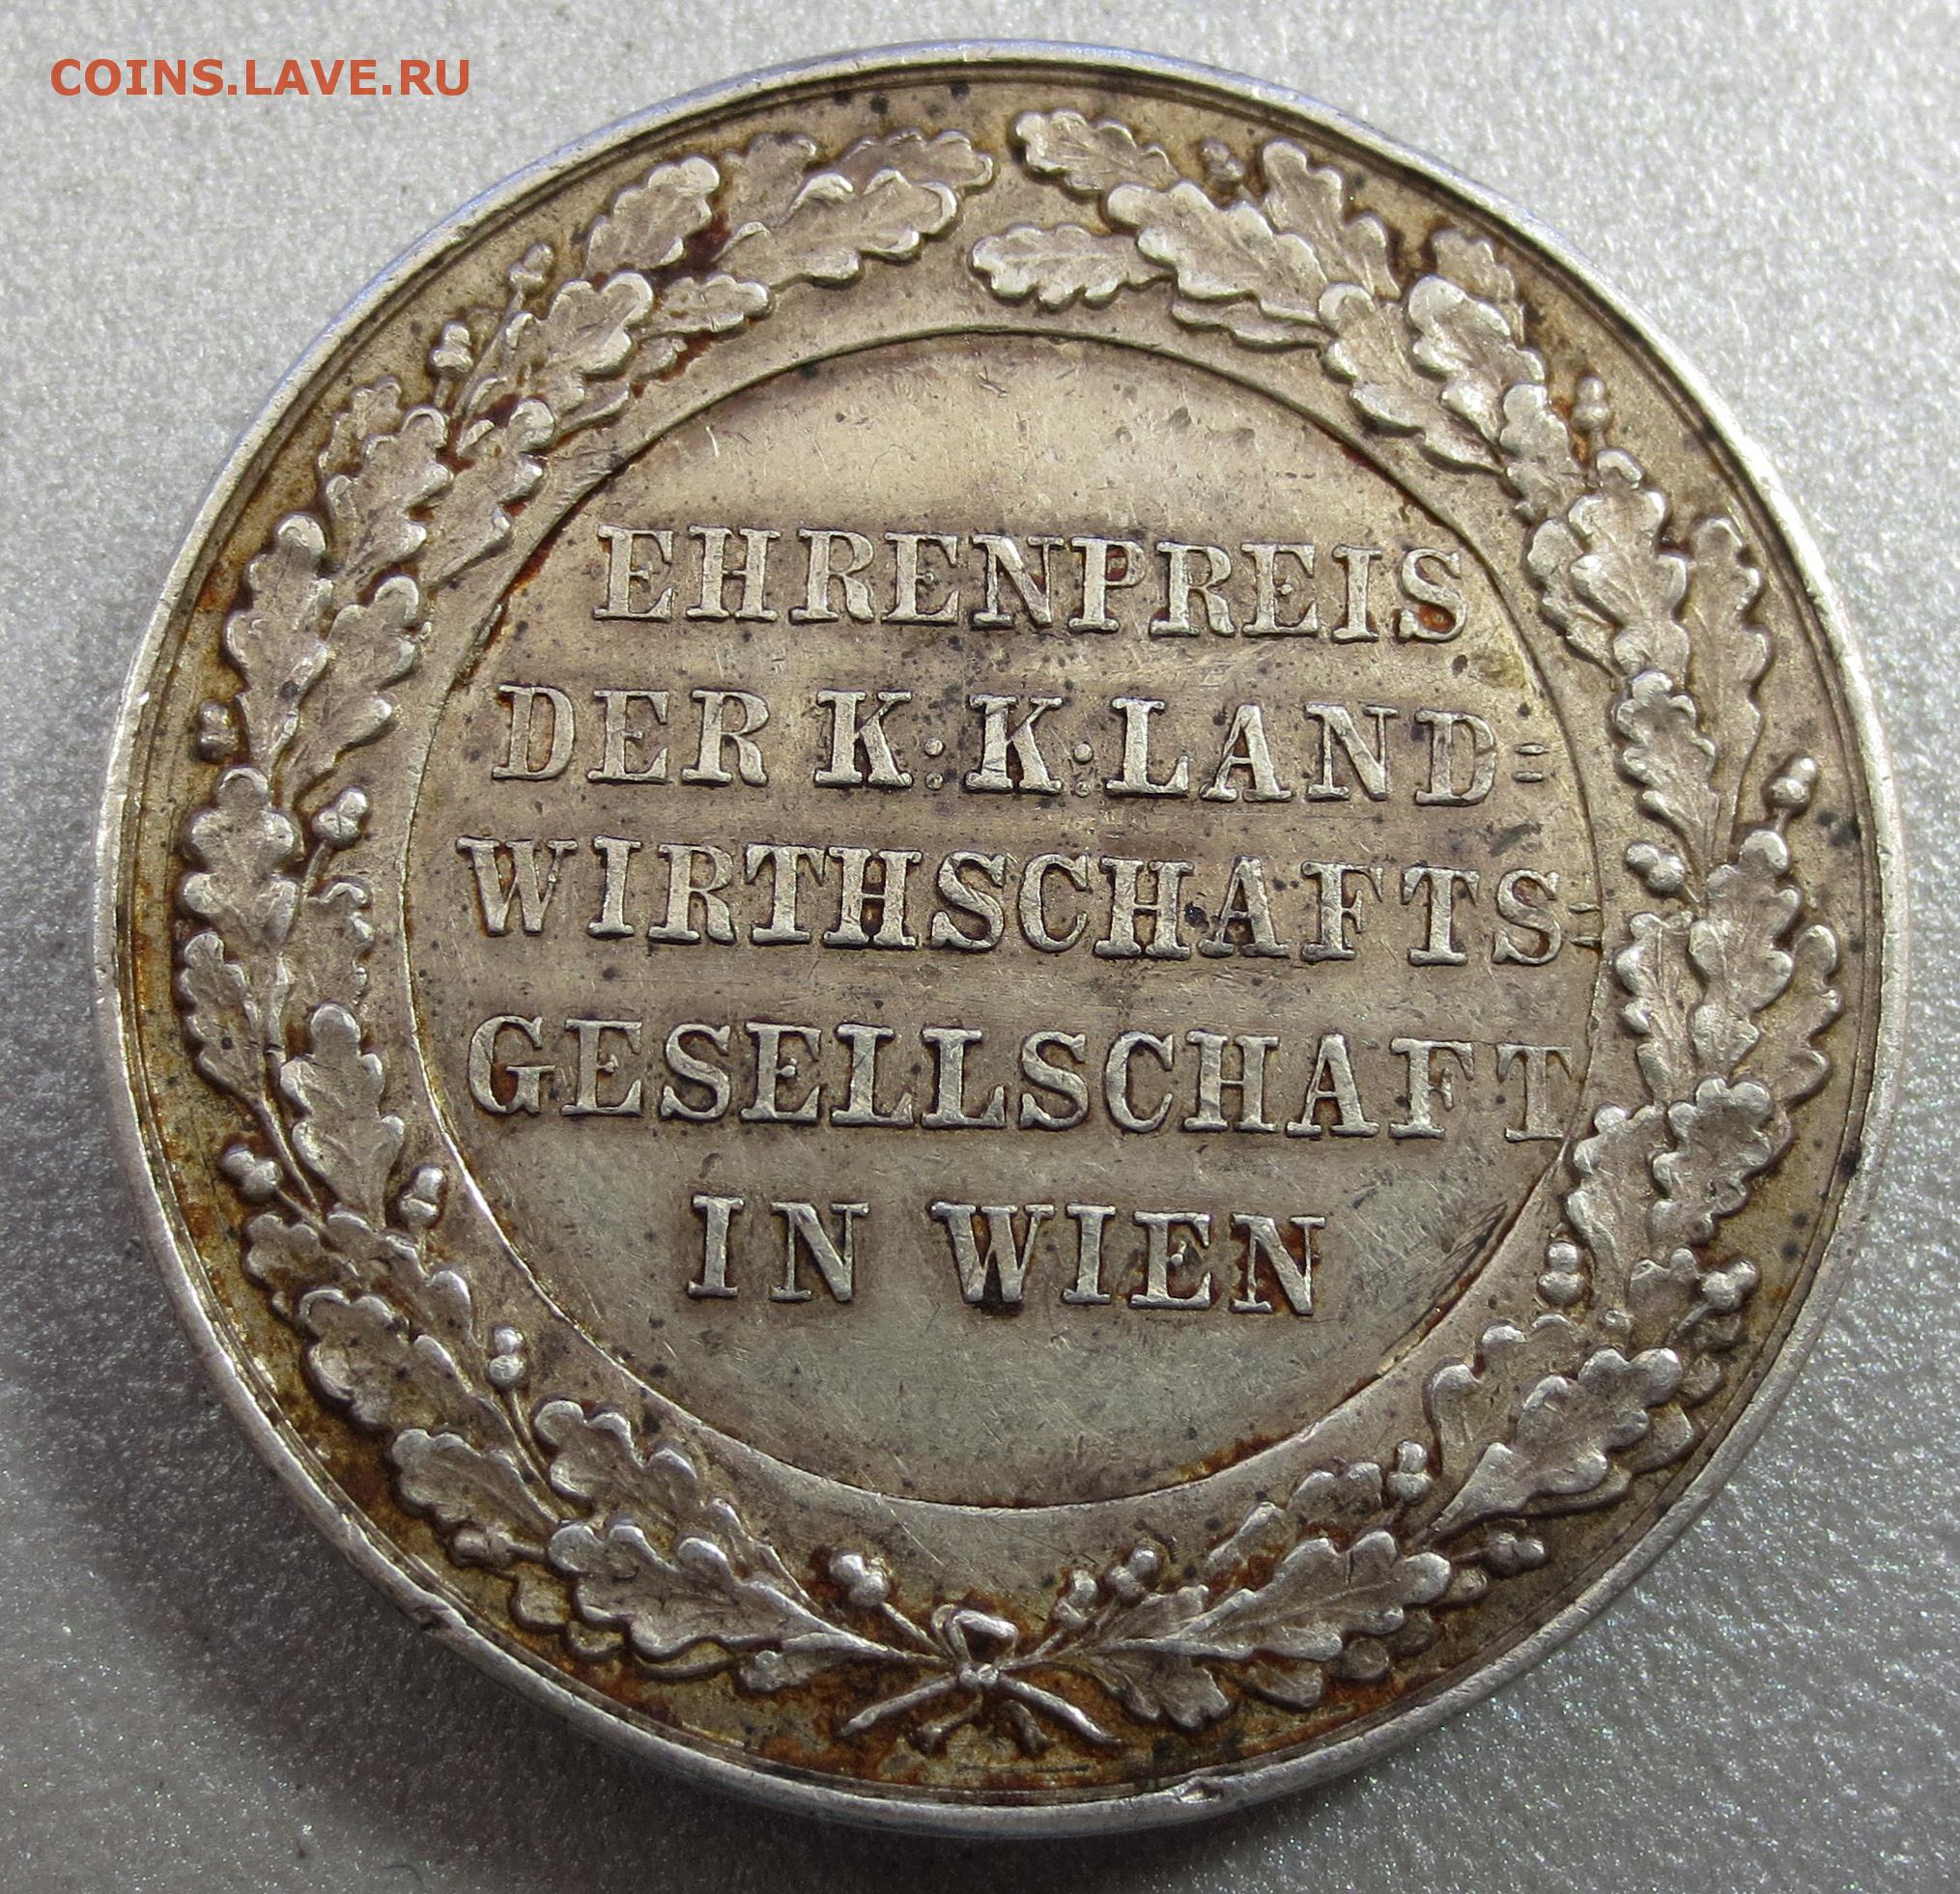 COINS.LAVE.RU
EHRENPREIS
DER K: K: LAND=
WIRTHSCHAFTS=
GESELLSCHAFT
IN WIEN